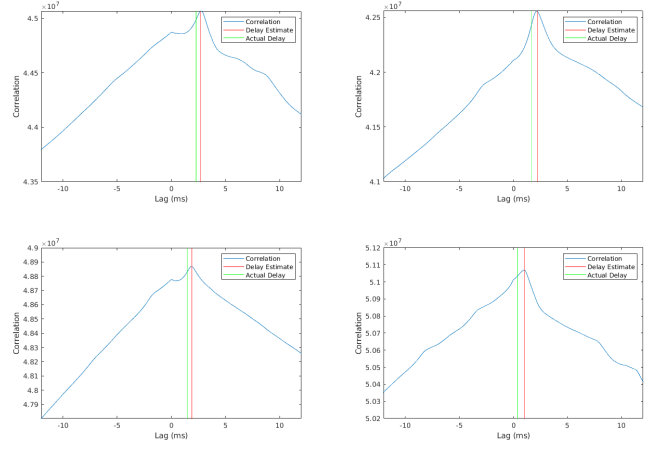 ×10⁷
4.5
4.45
4.4
4.35
Correlation
-10 -5 0 5 10
Lag (ms)
Correlation
Delay Estimate
Actual Delay
×10⁷
4.25
4.2
4.15
4.1
Correlation
-10 -5 0 5 10
Lag (ms)
Correlation
Delay Estimate
Actual Delay
×10⁷
4.9
4.89
4.88
4.87
4.86
4.85
4.84
4.83
4.82
4.81
4.8
4.79
Correlation
-10 -5 0 5 10
Lag (ms)
Correlation
Delay Estimate
Actual Delay
×10⁷
5.12
5.11
5.1
5.09
5.08
5.07
5.06
5.05
5.04
5.03
5.02
Correlation
-10 -5 0 5 10
Lag (ms)
Correlation
Delay Estimate
Actual Delay